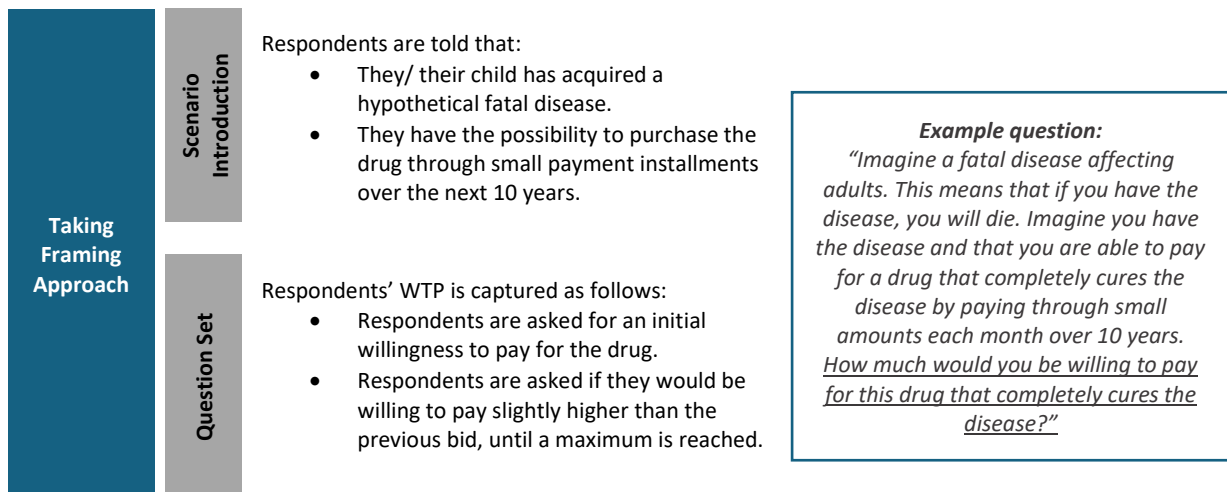 Taking
Framing
Approach
Scenario
Introduction
Respondents are told that:
• They/ their child has acquired a
hypothetical fatal disease.
• They have the possibility to purchase the
drug through small payment installments
over the next 10 years.
Question Set
Respondents’ WTP is captured as follows:
• Respondents are asked for an initial
willingness to pay for the drug.
• Respondents are asked if they would be
willing to pay slightly higher than the
previous bid, until a maximum is reached.
Example question:
“Imagine a fatal disease affecting
adults. This means that if you have the
disease, you will die. Imagine you have
the disease and that you are able to pay
for a drug that completely cures the
disease by paying through small
amounts each month over 10 years.
How much would you be willing to pay
for this drug that completely cures the
disease?”